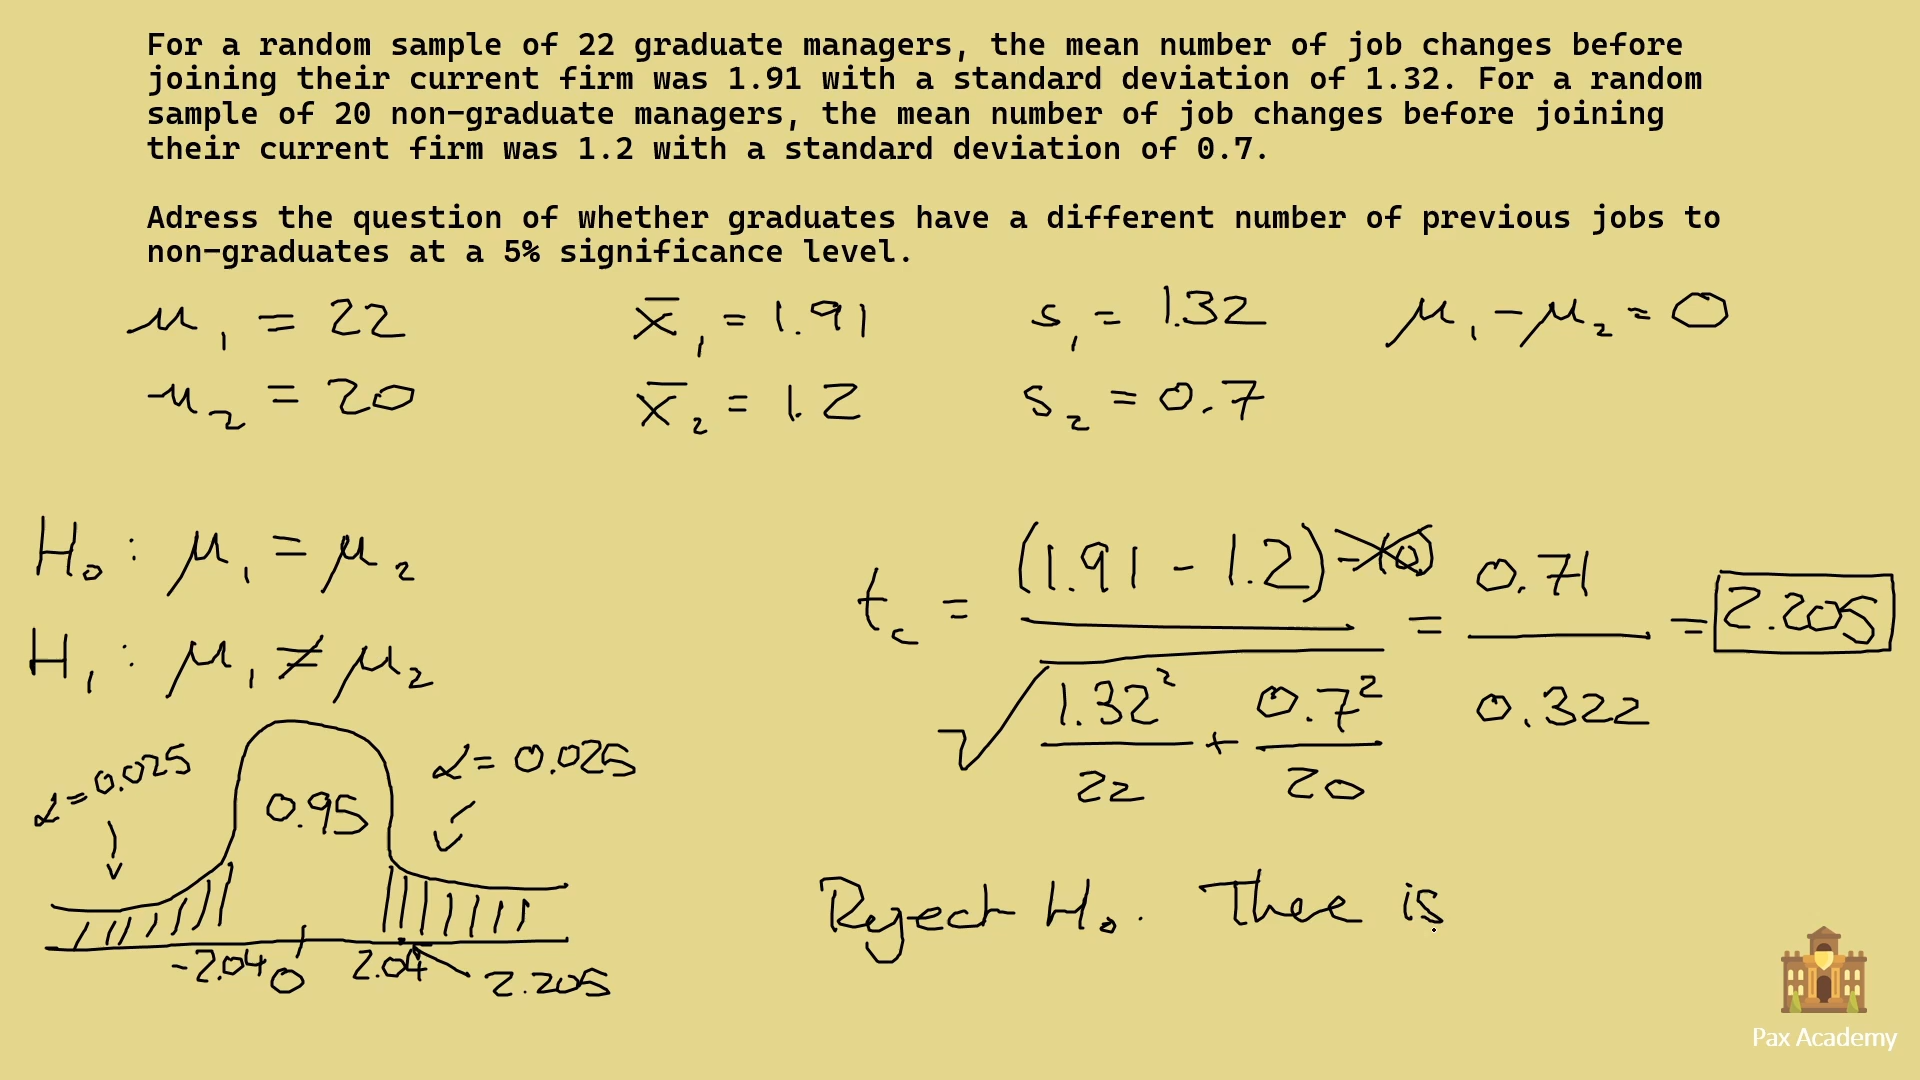 For a random sample of 22 graduate managers, the mean number of job changes before
joining their current firm was 1.91 with a standard deviation of 1.32. For a random
sample of 20 non-graduate managers, the mean number of job changes before joining
their current firm was 1.2 with a standard deviation of 0.7.
Adress the question of whether graduates have a different number of previous jobs to
non-graduates at a 5% significance level.
μ₁ = 22 x̄₁ = 1.91 s₁ = 1.32 μ₁ - μ₂ = 0
μ₂ = 20 x̄₂ = 1.2 s₂ = 0.7
H₀ : μ₁ = μ₂
H₁ : μ₁ ≠ μ₂
α = 0.025
0.95
α = 0.025
-2.04 0 2.04 2.205
t_c = (1.91 - 1.2) - (0) / √(1.32²/22 + 0.7²/20) = 0.71 / 0.322 = 2.205
Reject H₀. Thee is
Pax Academy